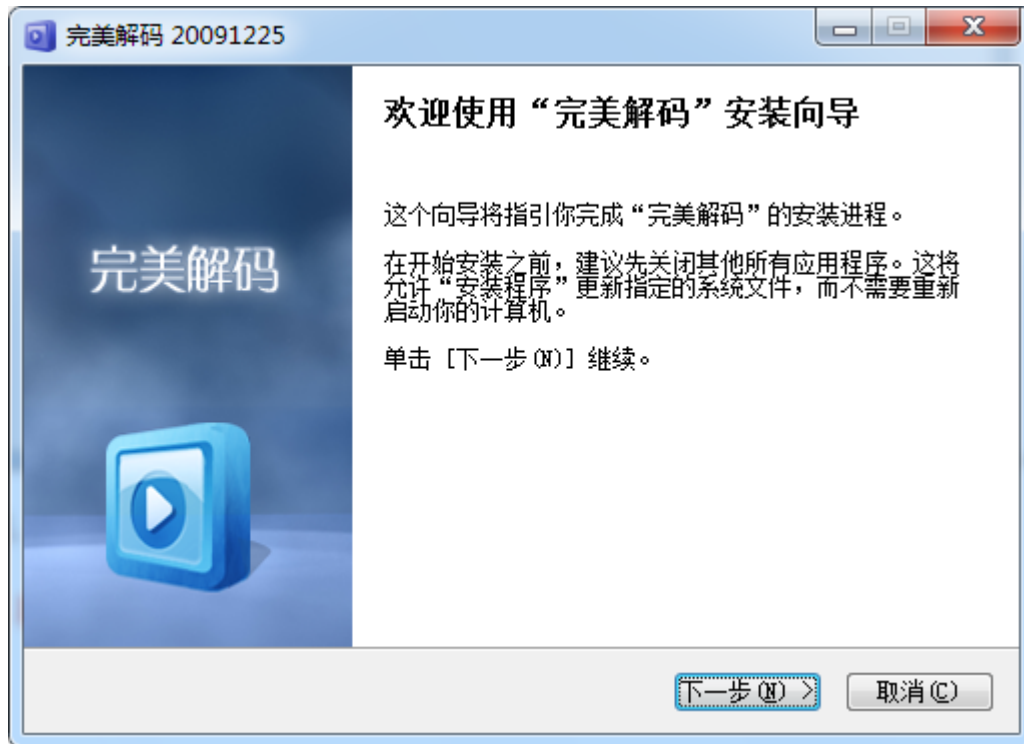 完美解码 20091225
完美解码
欢迎使用“完美解码”安装向导
这个向导将指引你完成“完美解码”的安装进程。
在开始安装之前，建议先关闭其他所有应用程序。这将
允许“安装程序”更新指定的系统文件，而不需要重新
启动你的计算机。
单击 [下一步(N)] 继续。
下一步(N) >
取消(C)